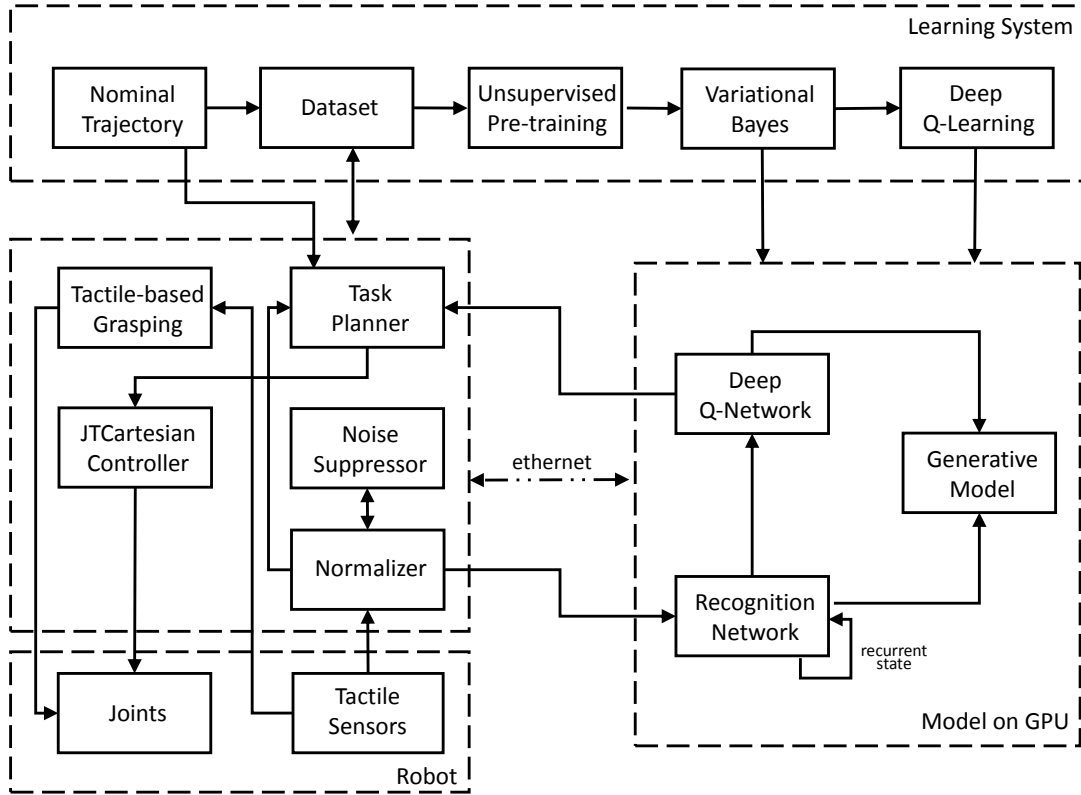 Learning System
Nominal
Trajectory
Dataset
Unsupervised
Pre-training
Variational
Bayes
Deep
Q-Learning
Tactile-based
Grasping
Task
Planner
JTCartesian
Controller
Noise
Suppressor
Normalizer
ethernet
Deep
Q-Network
Generative
Model
Recognition
Network
recurrent
state
Model on GPU
Joints
Tactile
Sensors
Robot